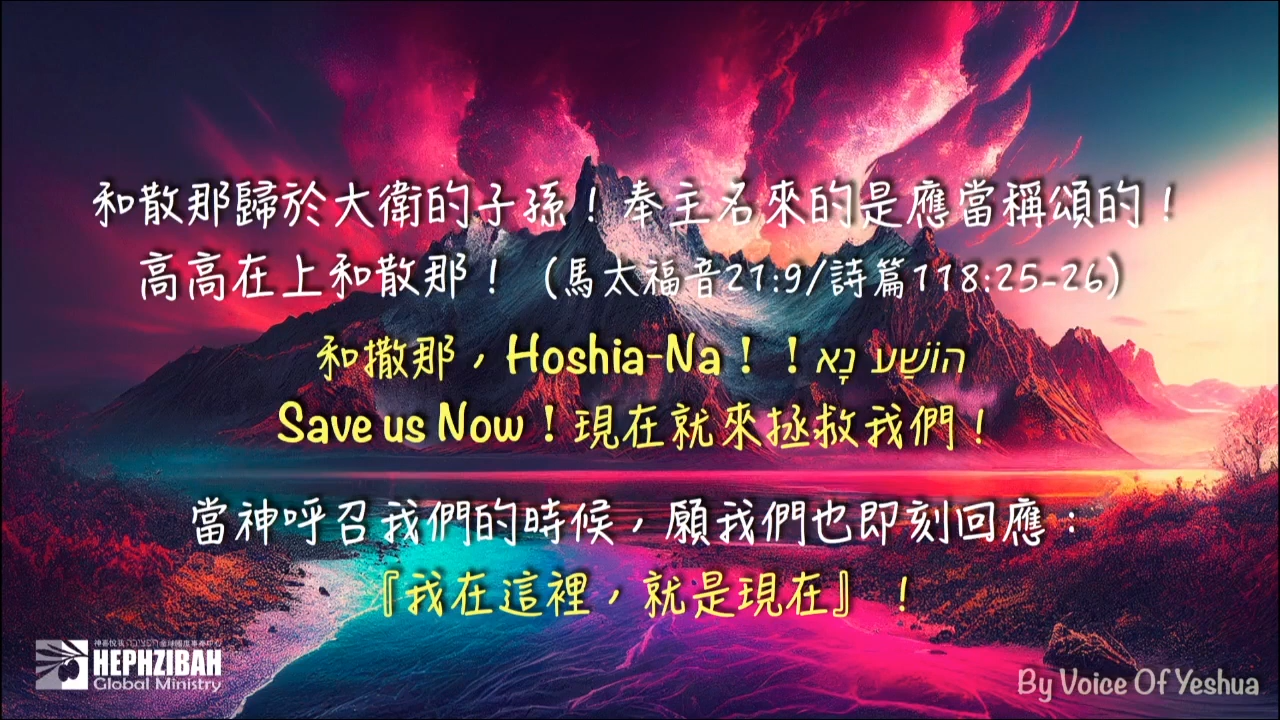 和散那歸於大衛的子孫！奉主名來的是應當稱頌的！
高高在上和散那！（馬太福音21:9/詩篇118:25-26）
和撒那，Hoshia-Na！！הוֹשַׁע נָא
Save us Now！現在就來拯救我們！
當神呼召我們的時候，願我們也即刻回應：
『我在這裡，就是現在』！
HEPHZIBAH
Global Ministry
By Voice Of Yeshua